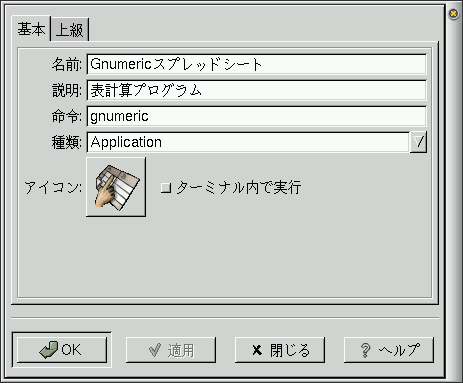 基本 上級
名前: Gnumericスプレッドシート
説明: 表計算プログラム
命令: gnumeric
種類: Application
アイコン: ターミナル内で実行
OK 適用 閉じる ヘルプ